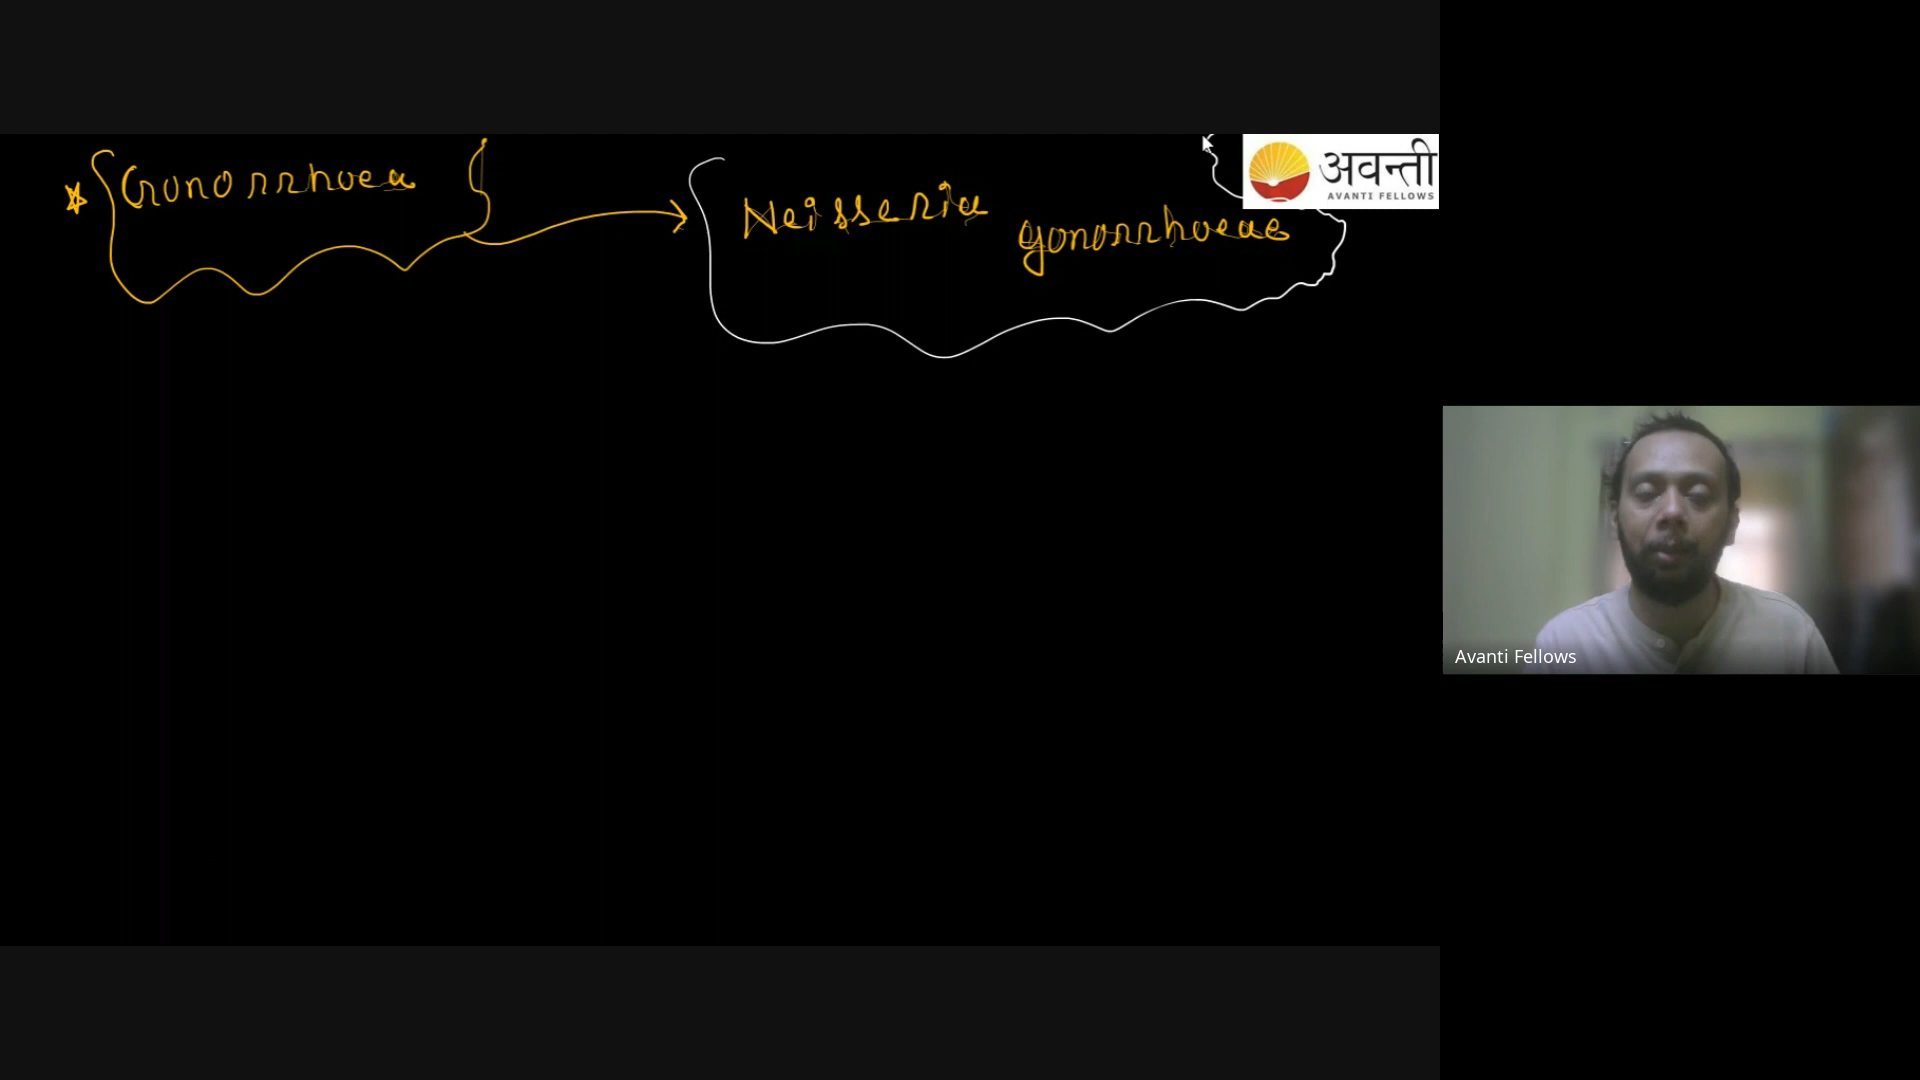 Gonorrhoea
Neisseria gonorrhoeae
अवन्ती
AVANTI FELLOWS
Avanti Fellows